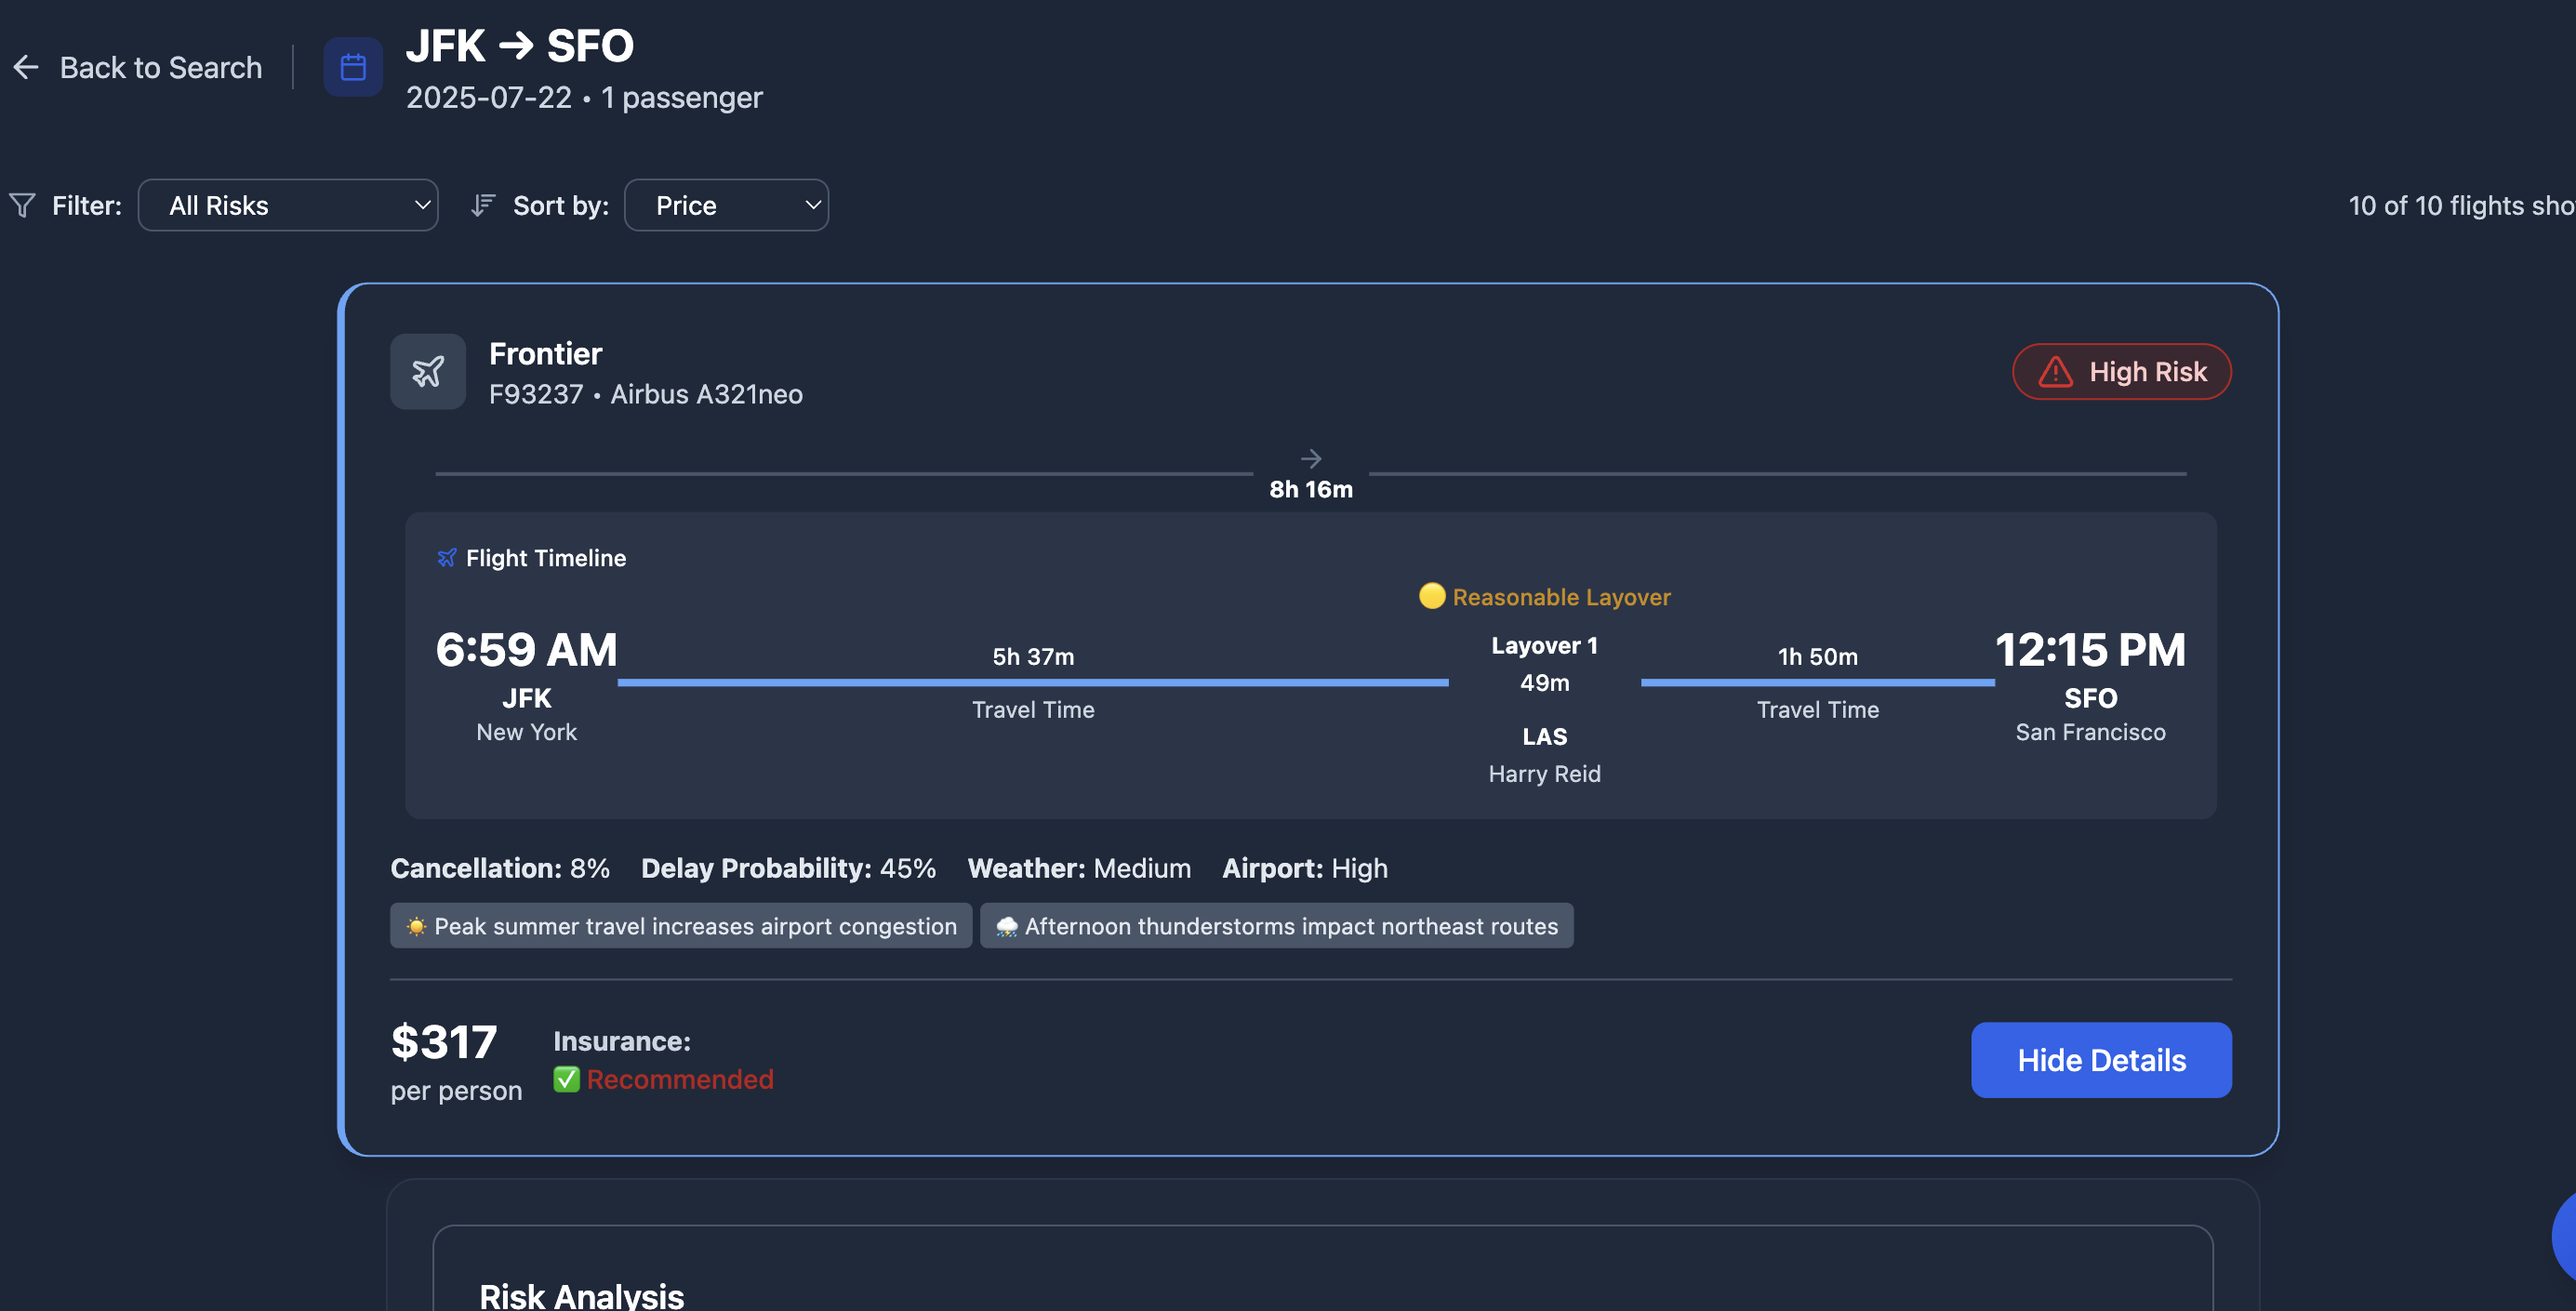 Back to Search
JFK → SFO
2025-07-22 • 1 passenger
Filter: All Risks Sort by: Price
10 of 10 flights sho
Frontier
F93237 • Airbus A321neo
High Risk
→
8h 16m
Flight Timeline
Reasonable Layover
6:59 AM
JFK
New York
5h 37m
Travel Time
Layover 1
49m
LAS
Harry Reid
1h 50m
Travel Time
12:15 PM
SFO
San Francisco
Cancellation: 8% Delay Probability: 45% Weather: Medium Airport: High
☀️ Peak summer travel increases airport congestion
⛈️ Afternoon thunderstorms impact northeast routes
$317
per person
Insurance:
✅ Recommended
Hide Details
Risk Analysis